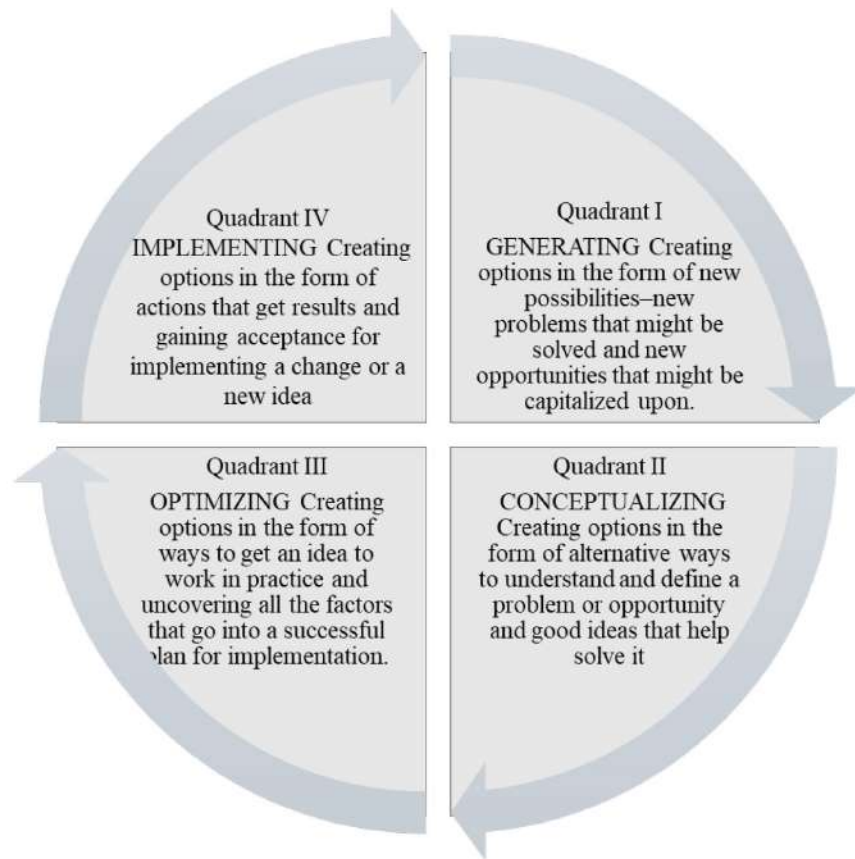 Quadrant IV
IMPLEMENTING Creating
options in the form of
actions that get results and
gaining acceptance for
implementing a change or a
new idea
Quadrant I
GENERATING Creating
options in the form of new
possibilities–new
problems that might be
solved and new
opportunities that might be
capitalized upon.
Quadrant III
OPTIMIZING Creating
options in the form of
ways to get an idea to
work in practice and
uncovering all the factors
that go into a successful
plan for implementation.
Quadrant II
CONCEPTUALIZING
Creating options in the
form of alternative ways
to understand and define a
problem or opportunity
and good ideas that help
solve it